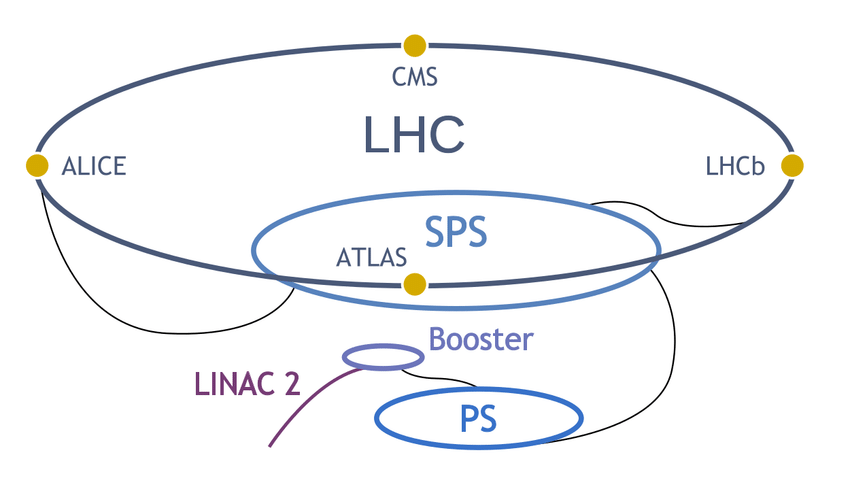 CMS
LHC
ALICE
LHCb
SPS
ATLAS
Booster
LINAC 2
PS